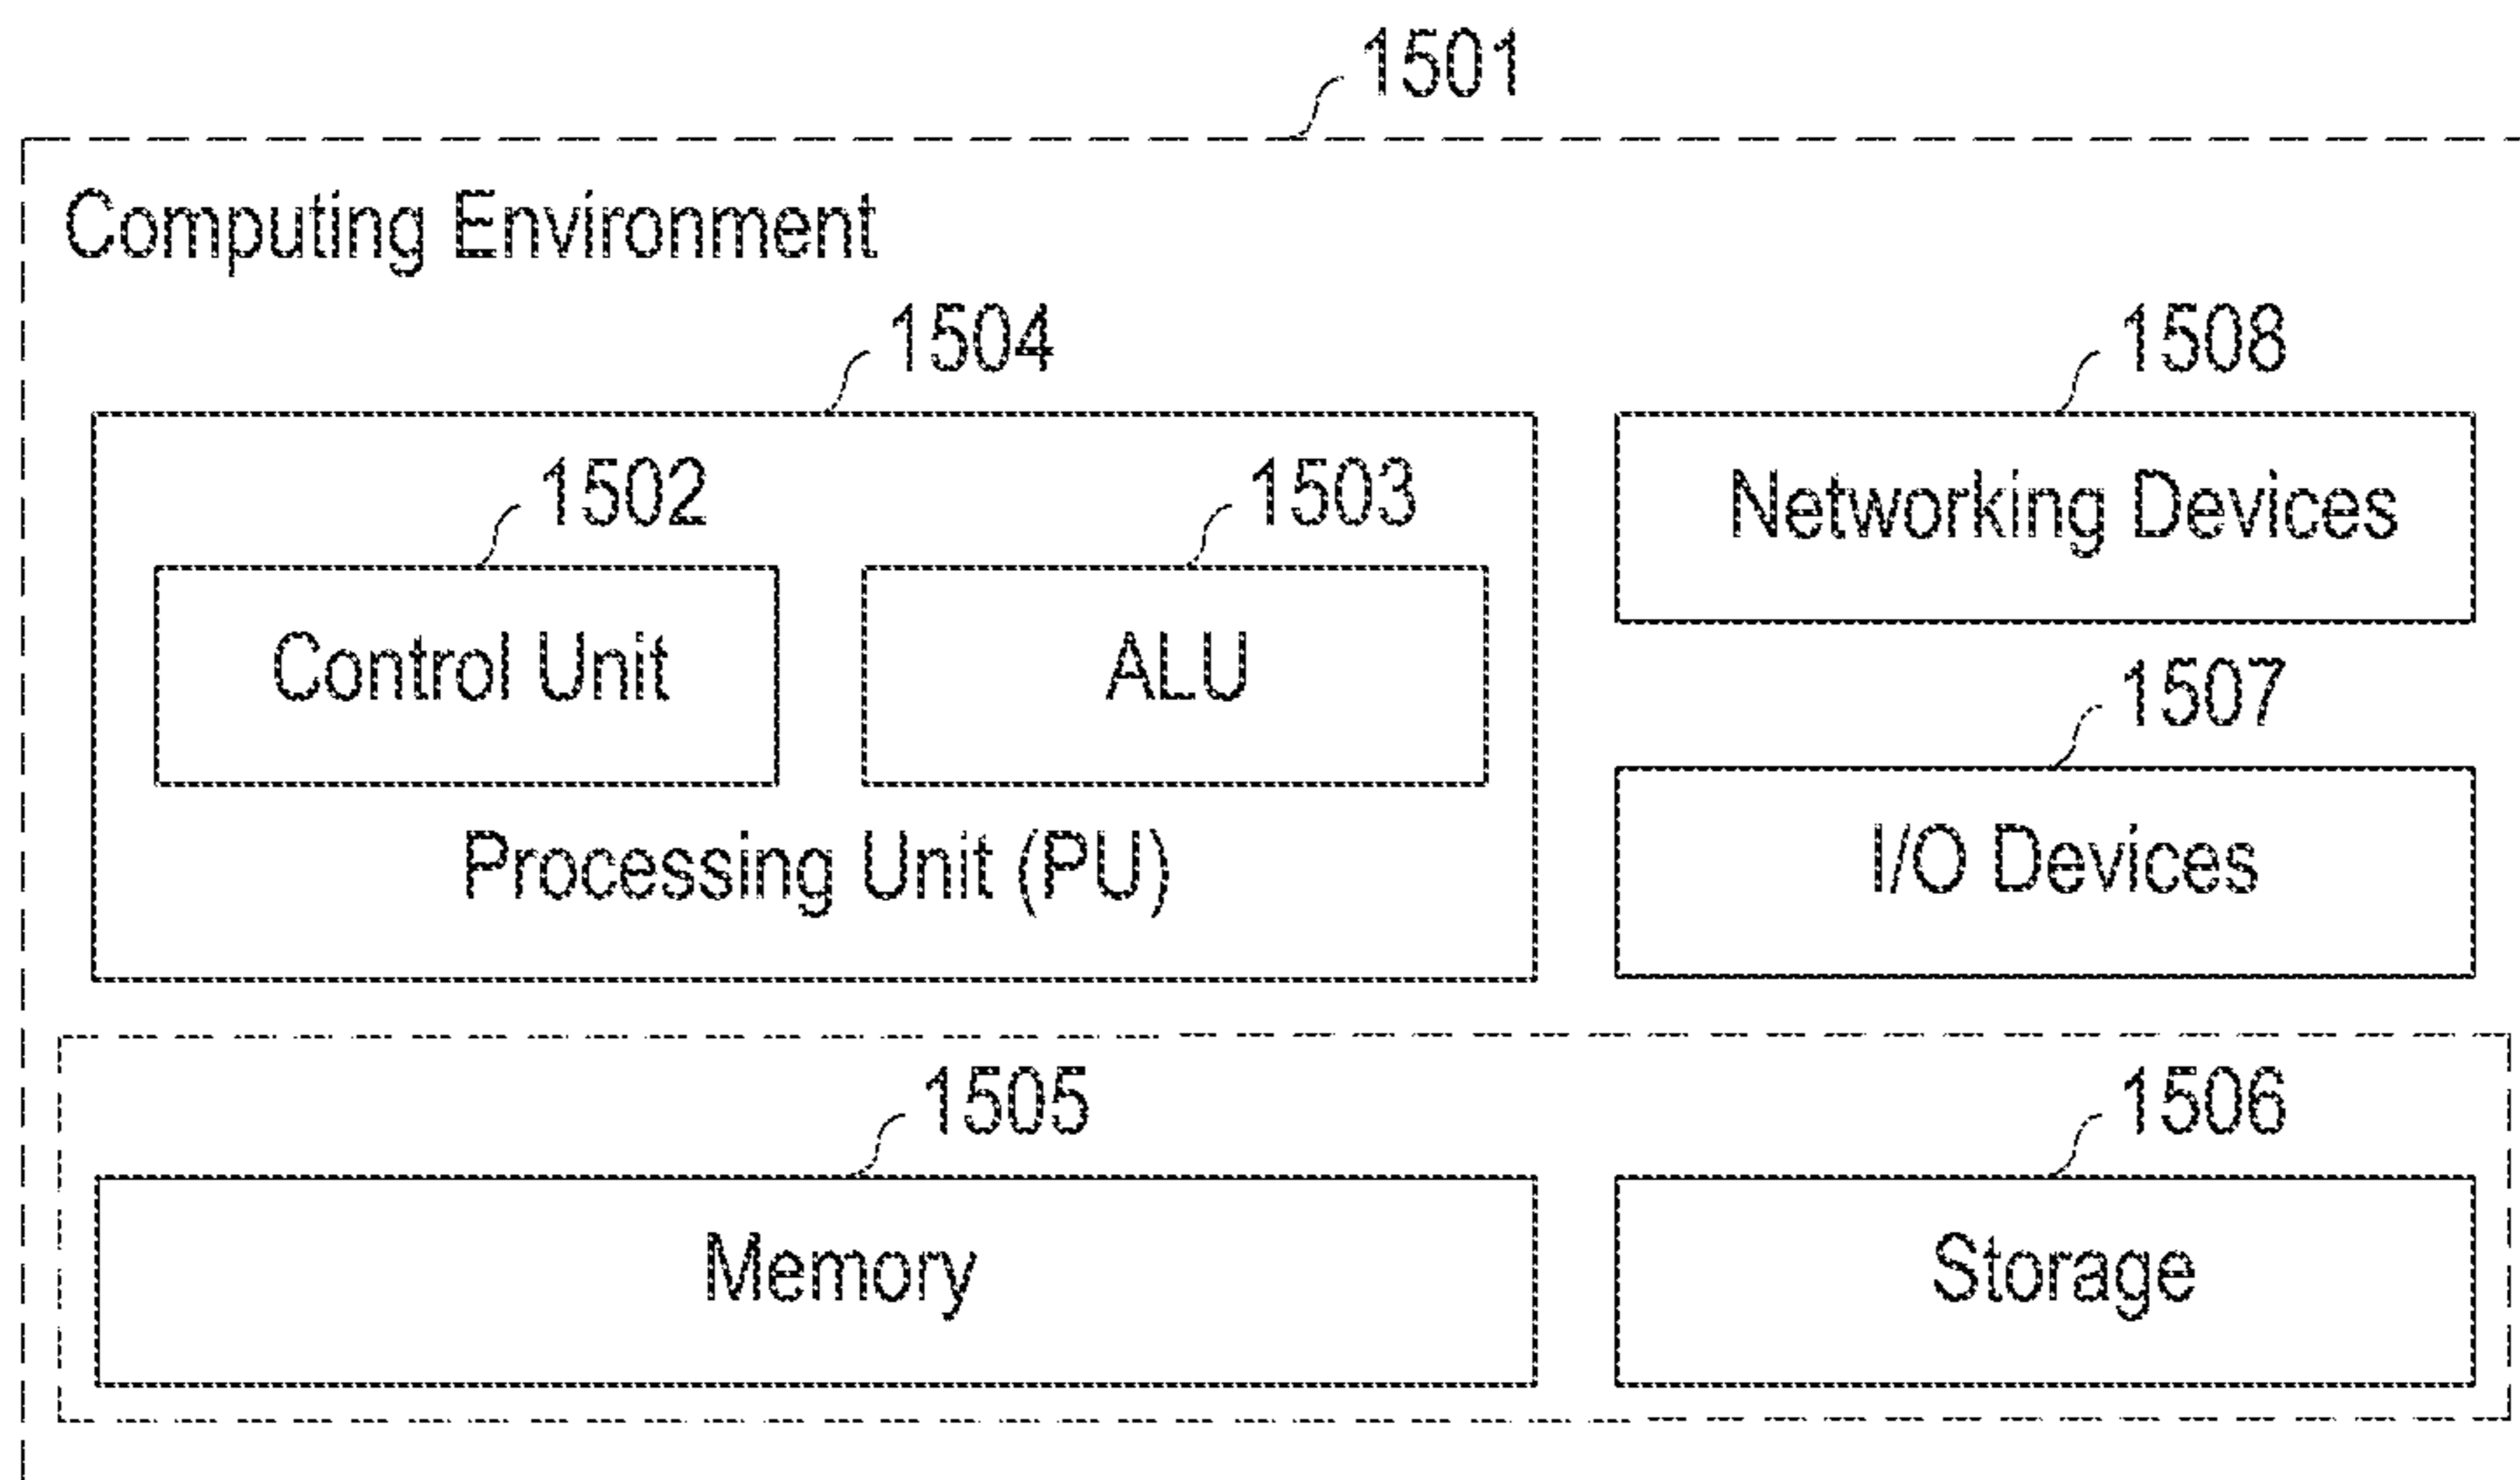 1501
Computing Environment
1504
1508
1502
1503
Networking Devices
Control Unit
ALU
1507
Processing Unit (PU)
I/O Devices
1505
1506
Memory
Storage